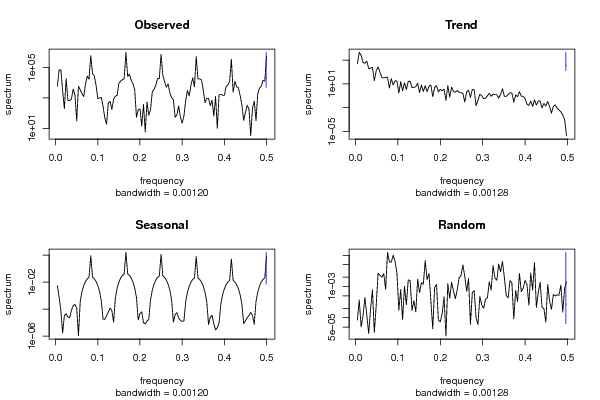 Observed
spectrum
1e+01 1e+05
0.0 0.1 0.2 0.3 0.4 0.5
frequency
bandwidth = 0.00120
Trend
spectrum
1e-05 1e+01
0.0 0.1 0.2 0.3 0.4 0.5
frequency
bandwidth = 0.00128
Seasonal
spectrum
1e-06 1e-02
0.0 0.1 0.2 0.3 0.4 0.5
frequency
bandwidth = 0.00120
Random
spectrum
5e-05 1e-03
0.0 0.1 0.2 0.3 0.4 0.5
frequency
bandwidth = 0.00128